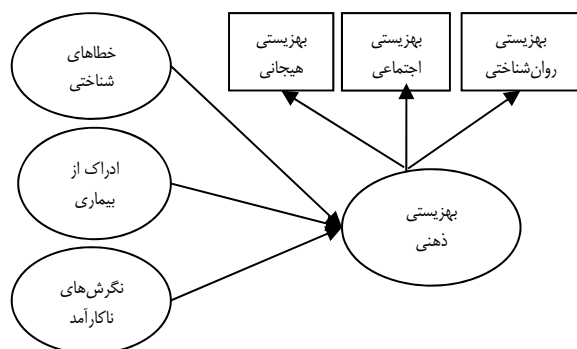 خطاهای
شناختی
بهزیستی
هیجانی
بهزیستی
اجتماعی
بهزیستی
روان‌شناختی
ادراک از
بیماری
بهزیستی
ذهنی
نگرش‌های
ناکارآمد